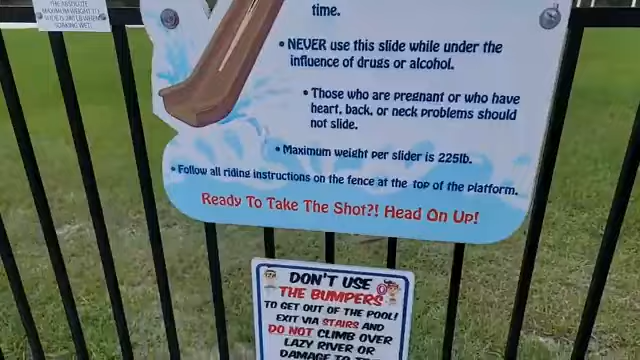 time.
• NEVER use this slide while under the
influence of drugs or alcohol.
• Those who are pregnant or who have
heart, back, or neck problems should
not slide.
• Maximum weight per slider is 225lb.
• Follow all riding instructions on the fence at the top of the platform.
Ready To Take The Shot?! Head On Up!
DON'T USE
THE BUMPERS
TO GET OUT OF THE POOL!
EXIT VIA STAIRS AND
DO NOT CLIMB OVER
LAZY RIVER OR